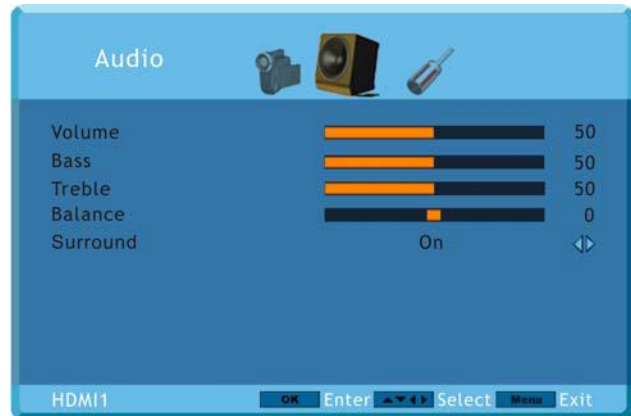 Audio
Volume 50
Bass 50
Treble 50
Balance 0
Surround On
HDMI1 OK Enter Select Menu Exit